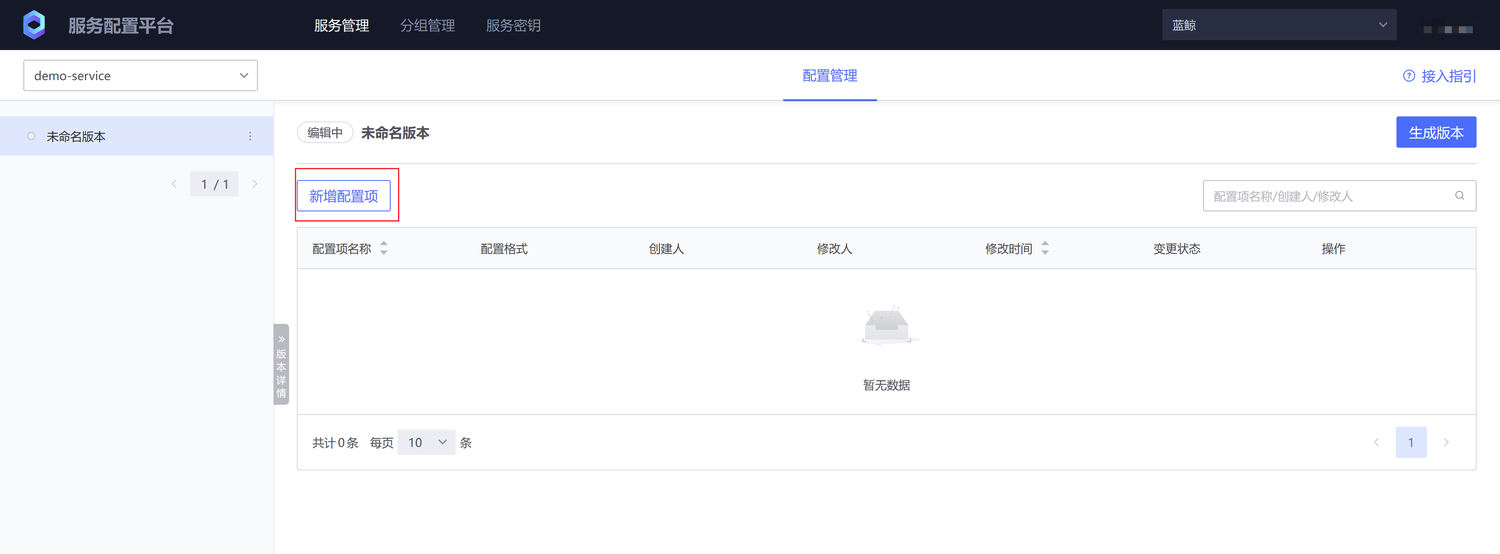 服务配置平台 服务管理 分组管理 服务密钥 蓝鲸
demo-service 配置管理 接入指引
未命名版本
1 / 1
编辑中 未命名版本 生成版本
新增配置项 配置项名称/创建人/修改人
配置项名称 配置格式 创建人 修改人 修改时间 变更状态 操作
暂无数据
共计0条 每页 10 条 1
版本详情